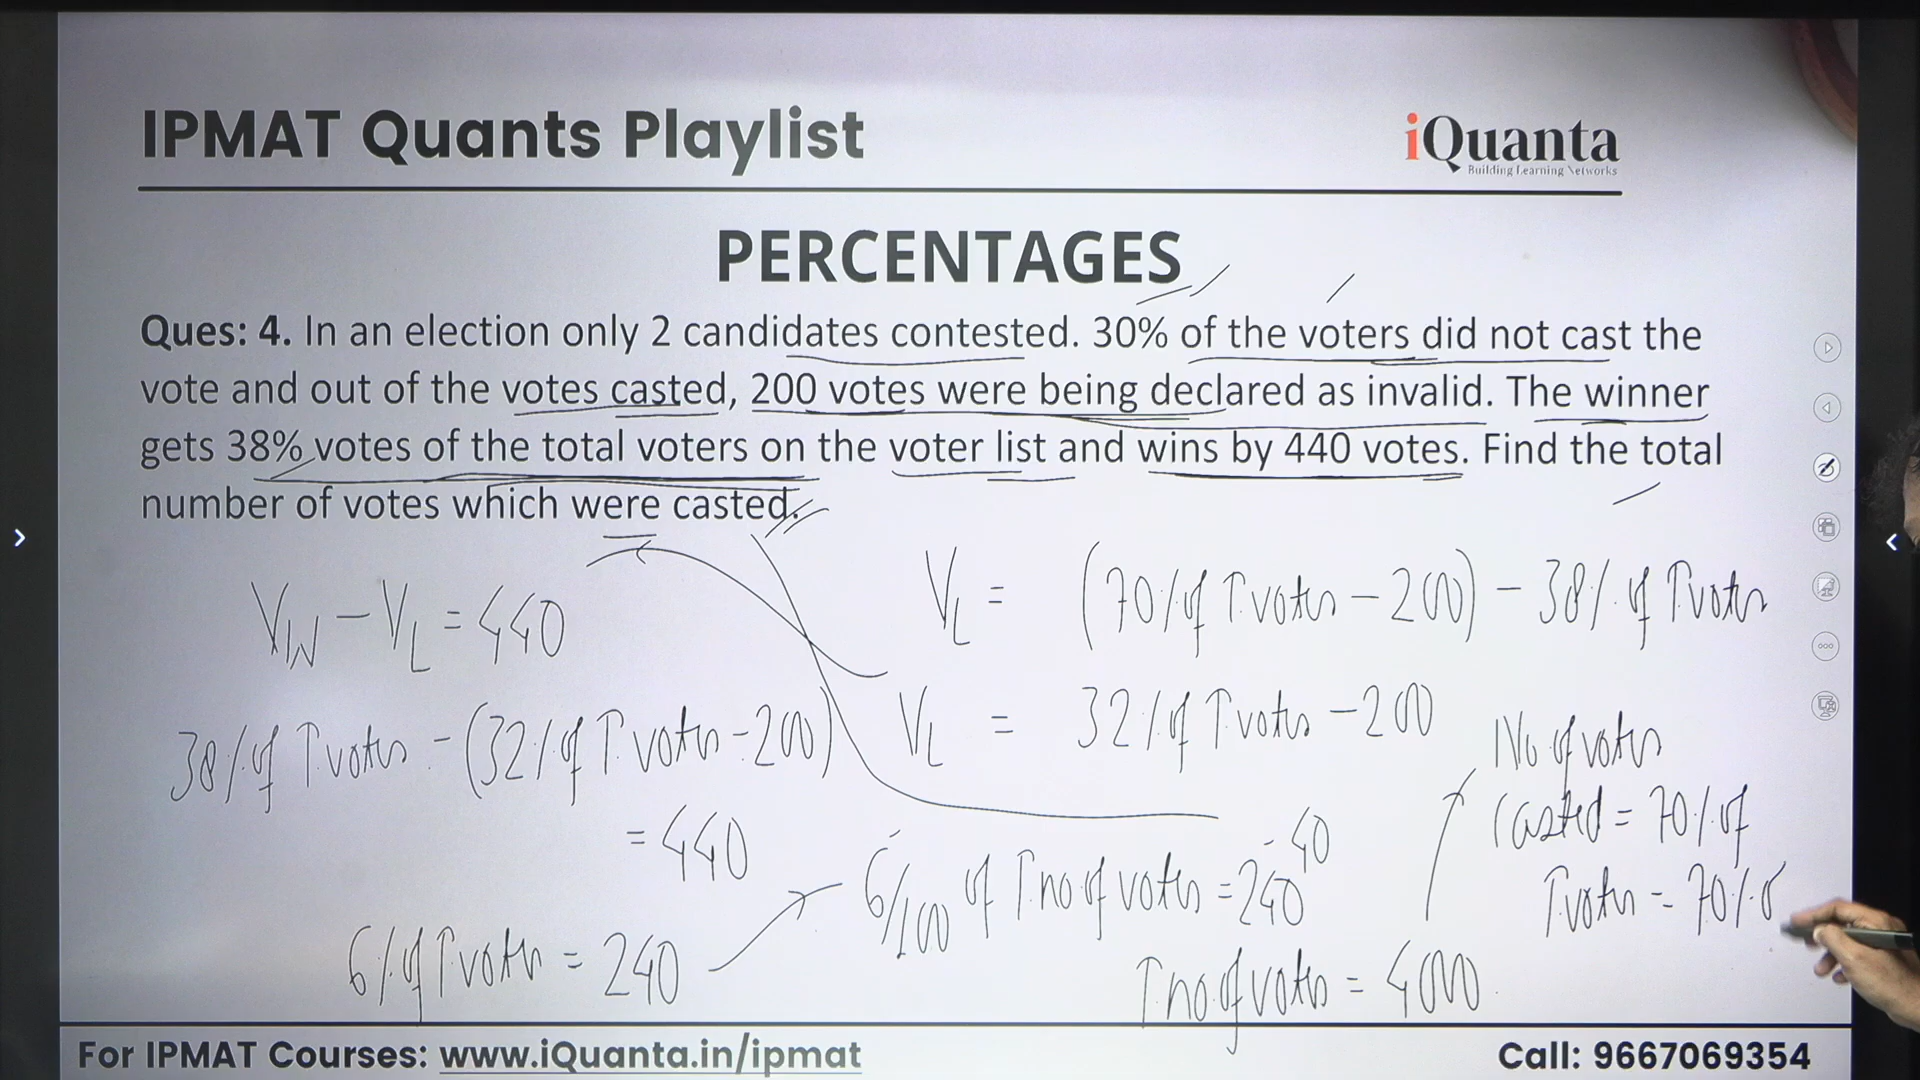 IPMAT Quants Playlist
iQuanta
Building Learning Networks
PERCENTAGES
Ques: 4. In an election only 2 candidates contested. 30% of the voters did not cast the
vote and out of the votes casted, 200 votes were being declared as invalid. The winner
gets 38% votes of the total voters on the voter list and wins by 440 votes. Find the total
number of votes which were casted.
V_W - V_L = 440
38% of T voters - (32% of T voters - 200)
= 440
6% of T voters = 240
V_L = (70% of T voters - 200) - 38% of T voters
V_L = 32% of T voters - 200
6/100 of T no of voters = 240 40
T no of voters = 4000
No of votes
Casted = 70% of
T voters = 70% o
For IPMAT Courses: www.iQuanta.in/ipmat
Call: 9667069354